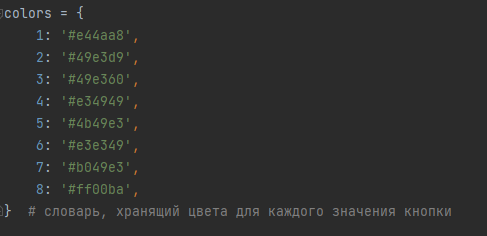 colors = {
1: '#e44aa8',
2: '#49e3d9',
3: '#49e360',
4: '#e34949',
5: '#4b49e3',
6: '#e3e349',
7: '#b049e3',
8: '#ff00ba',
} # словарь, хранящий цвета для каждого значения кнопки